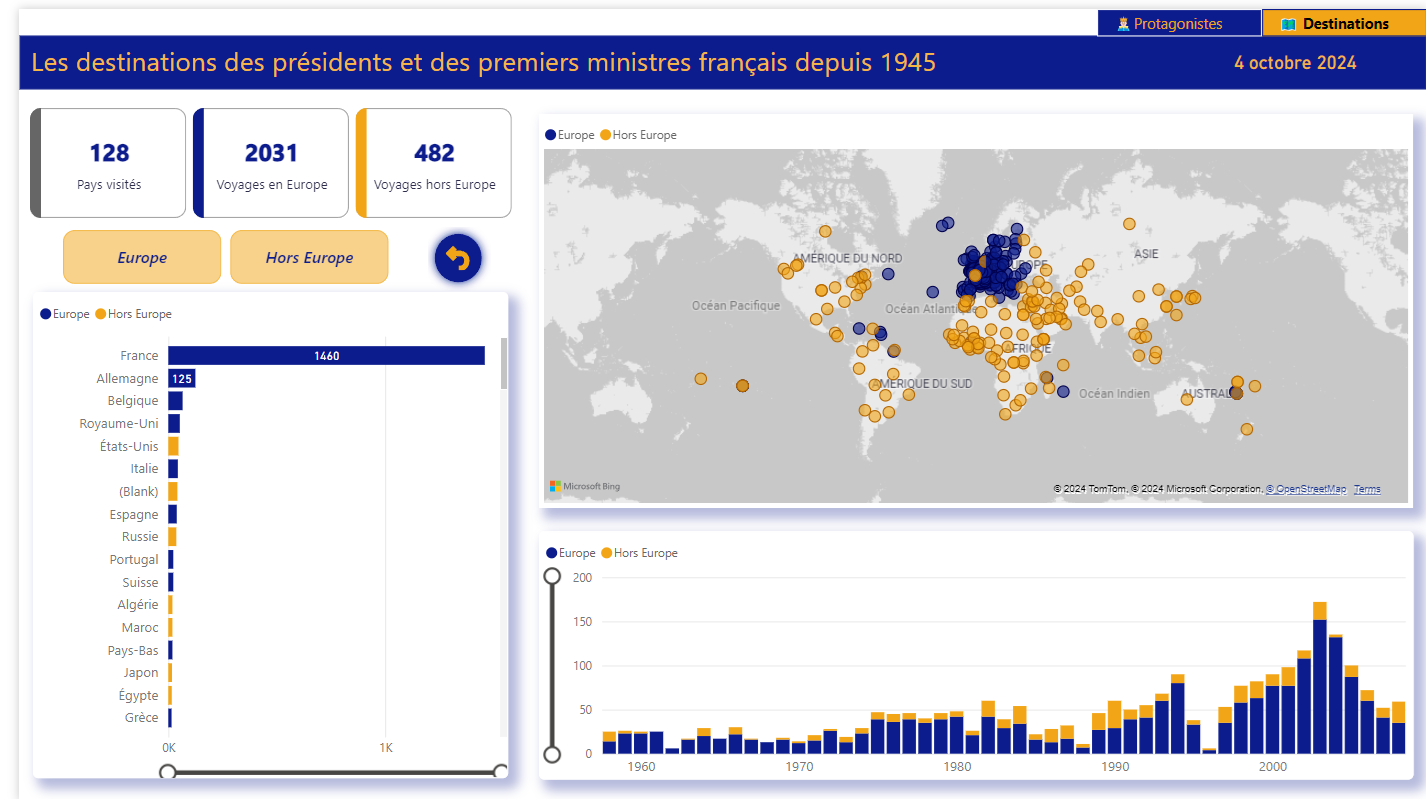 Protagonistes
Destinations
Les destinations des présidents et des premiers ministres français depuis 1945
4 octobre 2024
128
Pays visités
2031
Voyages en Europe
482
Voyages hors Europe
Europe
Hors Europe
Europe Hors Europe
France
1460
Allemagne
125
Belgique
Royaume-Uni
États-Unis
Italie
(Blank)
Espagne
Russie
Portugal
Suisse
Algérie
Maroc
Pays-Bas
Japon
Égypte
Grèce
0K 1K
Europe Hors Europe
AMÉRIQUE DU NORD
EUROPE
ASIE
Océan Pacifique
Océan Atlantique
AFRIQUE
AMÉRIQUE DU SUD
Océan Indien
AUSTRAL
Microsoft Bing
© 2024 TomTom, © 2024 Microsoft Corporation, © OpenStreetMap Terms
Europe Hors Europe
200
150
100
50
0
1960 1970 1980 1990 2000